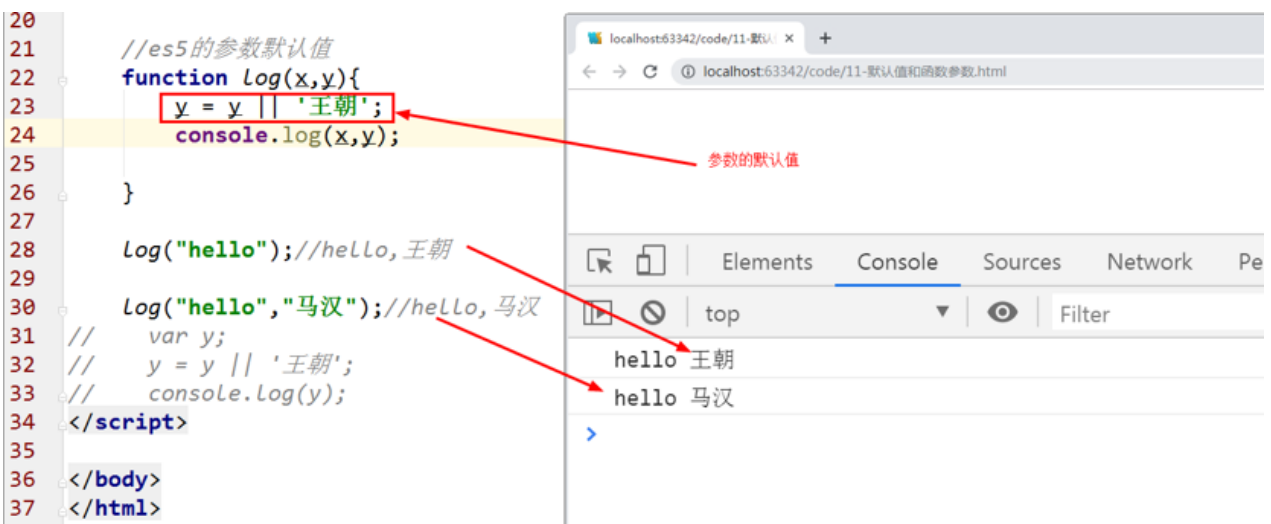 20
21 //es5的参数默认值
22 function Log(x,y){
23 y = y || '王朝';
24 console.log(x,y);
25
26 }
27
28 Log("hello");//hello,王朝
29
30 Log("hello","马汉");//hello,马汉
31 // var y;
32 // y = y || '王朝';
33 // console.log(y);
34 </script>
35
36 </body>
37 </html>
localhost:63342/code/11-默认
localhost:63342/code/11-默认值和函数参数.html
参数的默认值
Elements Console Sources Network Pe
top Filter
hello 王朝
hello 马汉